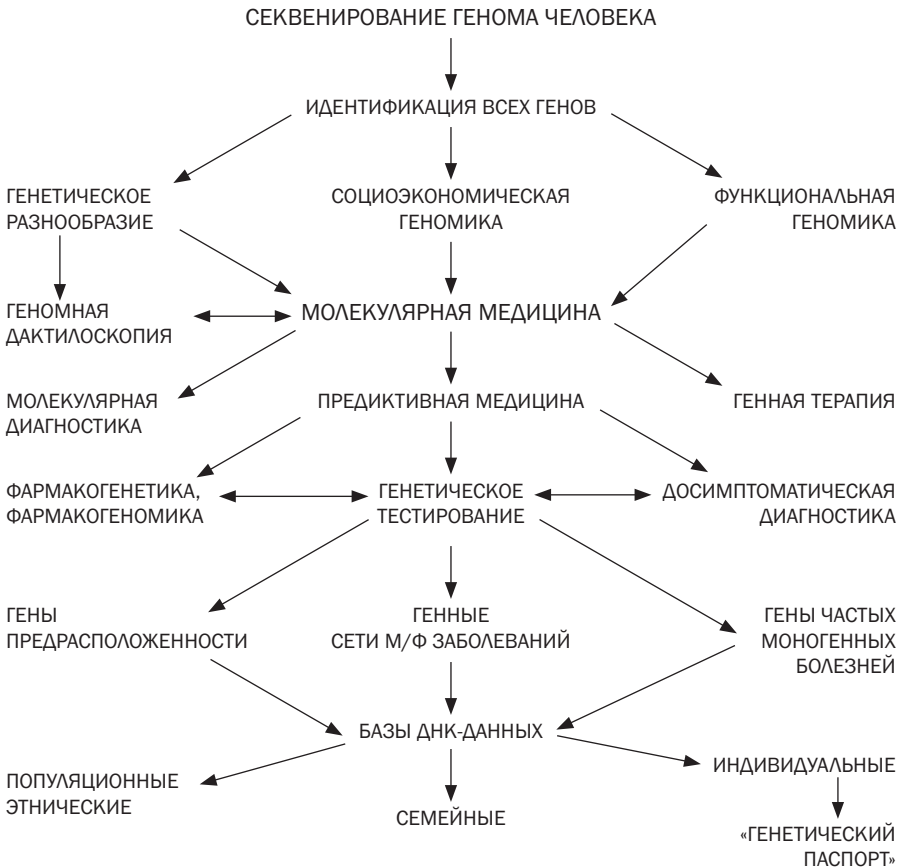 СЕКВЕНИРОВАНИЕ ГЕНОМА ЧЕЛОВЕКА
ИДЕНТИФИКАЦИЯ ВСЕХ ГЕНОВ
ГЕНЕТИЧЕСКОЕ
РАЗНООБРАЗИЕ
СОЦИОЭКОНОМИЧЕСКАЯ
ГЕНОМИКА
ФУНКЦИОНАЛЬНАЯ
ГЕНОМИКА
ГЕНОМНАЯ
ДАКТИЛОСКОПИЯ
МОЛЕКУЛЯРНАЯ МЕДИЦИНА
МОЛЕКУЛЯРНАЯ
ДИАГНОСТИКА
ПРЕДИКТИВНАЯ МЕДИЦИНА
ГЕННАЯ ТЕРАПИЯ
ФАРМАКОГЕНЕТИКА,
ФАРМАКОГЕНОМИКА
ГЕНЕТИЧЕСКОЕ
ТЕСТИРОВАНИЕ
ДОСИМПТОМАТИЧЕСКАЯ
ДИАГНОСТИКА
ГЕНЫ
ПРЕДРАСПОЛОЖЕННОСТИ
ГЕННЫЕ
СЕТИ М/Ф ЗАБОЛЕВАНИЙ
ГЕНЫ ЧАСТЫХ
МОНОГЕННЫХ
БОЛЕЗНЕЙ
БАЗЫ ДНК-ДАННЫХ
ПОПУЛЯЦИОННЫЕ
ЭТНИЧЕСКИЕ
СЕМЕЙНЫЕ
ИНДИВИДУАЛЬНЫЕ
«ГЕНЕТИЧЕСКИЙ
ПАСПОРТ»